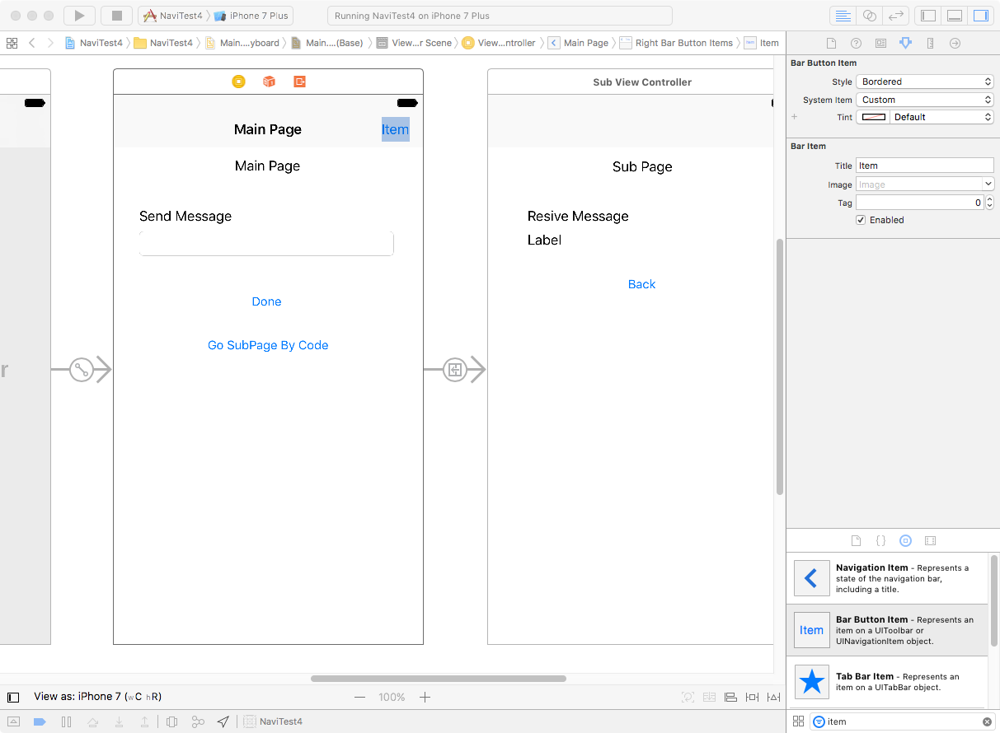 NaviTest4 iPhone 7 Plus
Running NaviTest4 on iPhone 7 Plus
NaviTest4 NaviTest4 Main....yboard Main....(Base) View...r Scene View...ntroller Main Page Right Bar Button Items Item
Bar Button Item
Style Bordered
System Item Custom
Tint Default
Bar Item
Title Item
Image Image
Tag 0
Enabled
r
Main Page Item
Main Page
Send Message
Done
Go SubPage By Code
Sub View Controller
Sub Page
Resive Message
Label
Back
Navigation Item - Represents a
state of the navigation bar,
including a title.
Item
Bar Button Item - Represents an
item on a UIToolbar or
UINavigationItem object.
Tab Bar Item - Represents an
item on a UITabBar object.
View as: iPhone 7 (wC hR)
— 100% +
NaviTest4
item